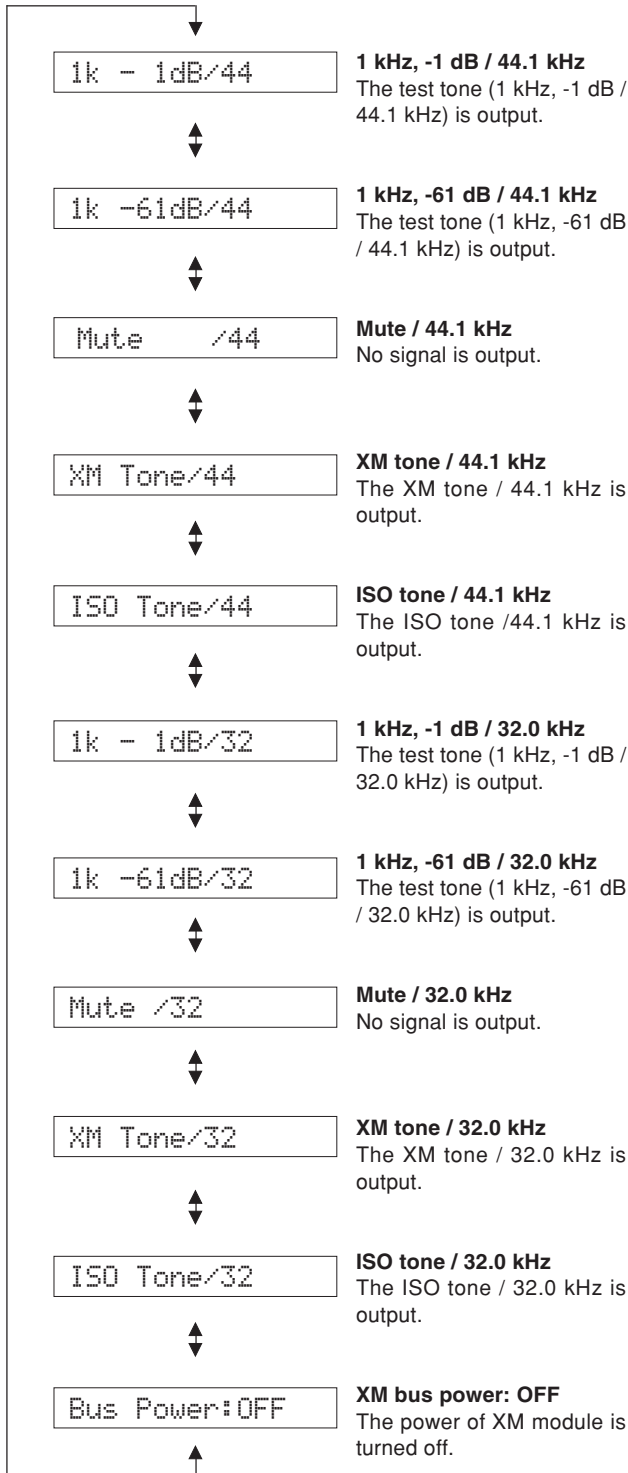 1k - 1dB/44
1 kHz, -1 dB / 44.1 kHz
The test tone (1 kHz, -1 dB /
44.1 kHz) is output.
1k -61dB/44
1 kHz, -61 dB / 44.1 kHz
The test tone (1 kHz, -61 dB
/ 44.1 kHz) is output.
Mute /44
Mute / 44.1 kHz
No signal is output.
XM Tone/44
XM tone / 44.1 kHz
The XM tone / 44.1 kHz is
output.
ISO Tone/44
ISO tone / 44.1 kHz
The ISO tone /44.1 kHz is
output.
1k - 1dB/32
1 kHz, -1 dB / 32.0 kHz
The test tone (1 kHz, -1 dB /
32.0 kHz) is output.
1k -61dB/32
1 kHz, -61 dB / 32.0 kHz
The test tone (1 kHz, -61 dB
/ 32.0 kHz) is output.
Mute /32
Mute / 32.0 kHz
No signal is output.
XM Tone/32
XM tone / 32.0 kHz
The XM tone / 32.0 kHz is
output.
ISO Tone/32
ISO tone / 32.0 kHz
The ISO tone / 32.0 kHz is
output.
Bus Power:OFF
XM bus power: OFF
The power of XM module is
turned off.